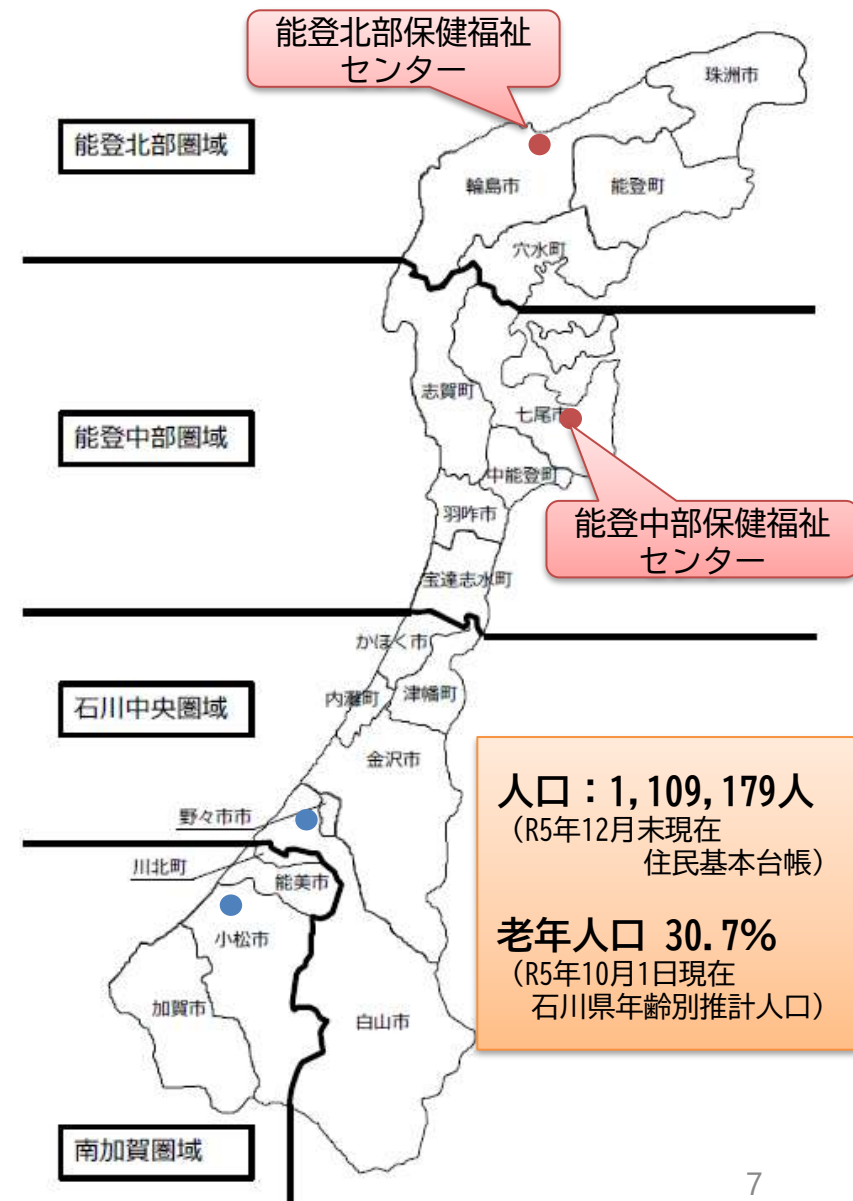 能登北部保健福祉
センター
珠洲市
能登北部圏域
輪島市
能登町
穴水町
志賀町
七尾市
能登中部圏域
中能登町
羽咋市
能登中部保健福祉
センター
宝達志水町
かほく市
石川中央圏域
内灘町
津幡町
金沢市
人口：1,109,179人
（R5年12月末現在
住民基本台帳）
野々市市
川北町
能美市
小松市
老年人口 30.7%
（R5年10月1日現在
石川県年齢別推計人口）
加賀市
白山市
南加賀圏域
7